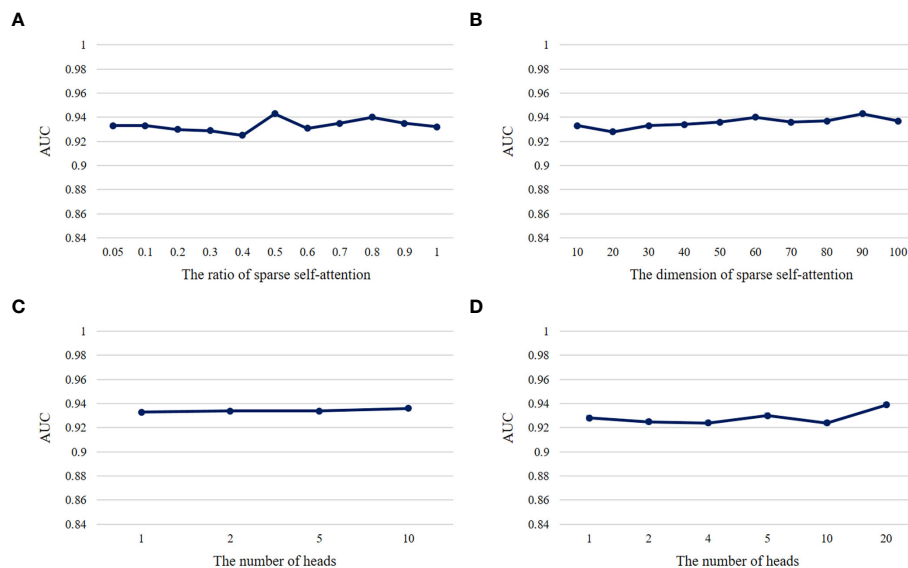 A
1
0.98
0.96
0.94
0.92
0.9
0.88
0.86
0.84
AUC
0.05 0.1 0.2 0.3 0.4 0.5 0.6 0.7 0.8 0.9 1
The ratio of sparse self-attention
B
1
0.98
0.96
0.94
0.92
0.9
0.88
0.86
0.84
AUC
10 20 30 40 50 60 70 80 90 100
The dimension of sparse self-attention
C
1
0.98
0.96
0.94
0.92
0.9
0.88
0.86
0.84
AUC
1 2 5 10
The number of heads
D
1
0.98
0.96
0.94
0.92
0.9
0.88
0.86
0.84
AUC
1 2 4 5 10 20
The number of heads